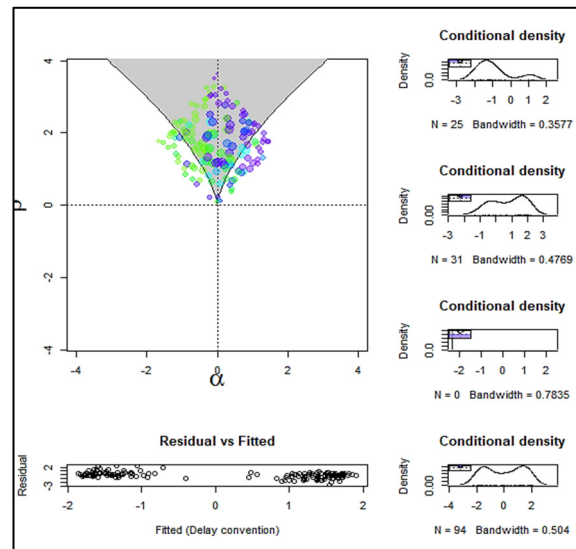 Conditional density
Density
0.0
-3 -1 0 1 2
N = 25 Bandwidth = 0.3577
4
2
0
-2
-4
β
-4 -2 0 2 4
α
Conditional density
Density
0.00
-3 -1 0 1 2 3
N = 31 Bandwidth = 0.4769
Conditional density
Density
0.0
-2 -1 0 1 2
N = 0 Bandwidth = 0.7835
Residual vs Fitted
Residual
-3 2
-2 -1 0 1 2
Fitted (Delay convention)
Conditional density
Density
0.00
-4 -2 0 2 4
N = 94 Bandwidth = 0.504